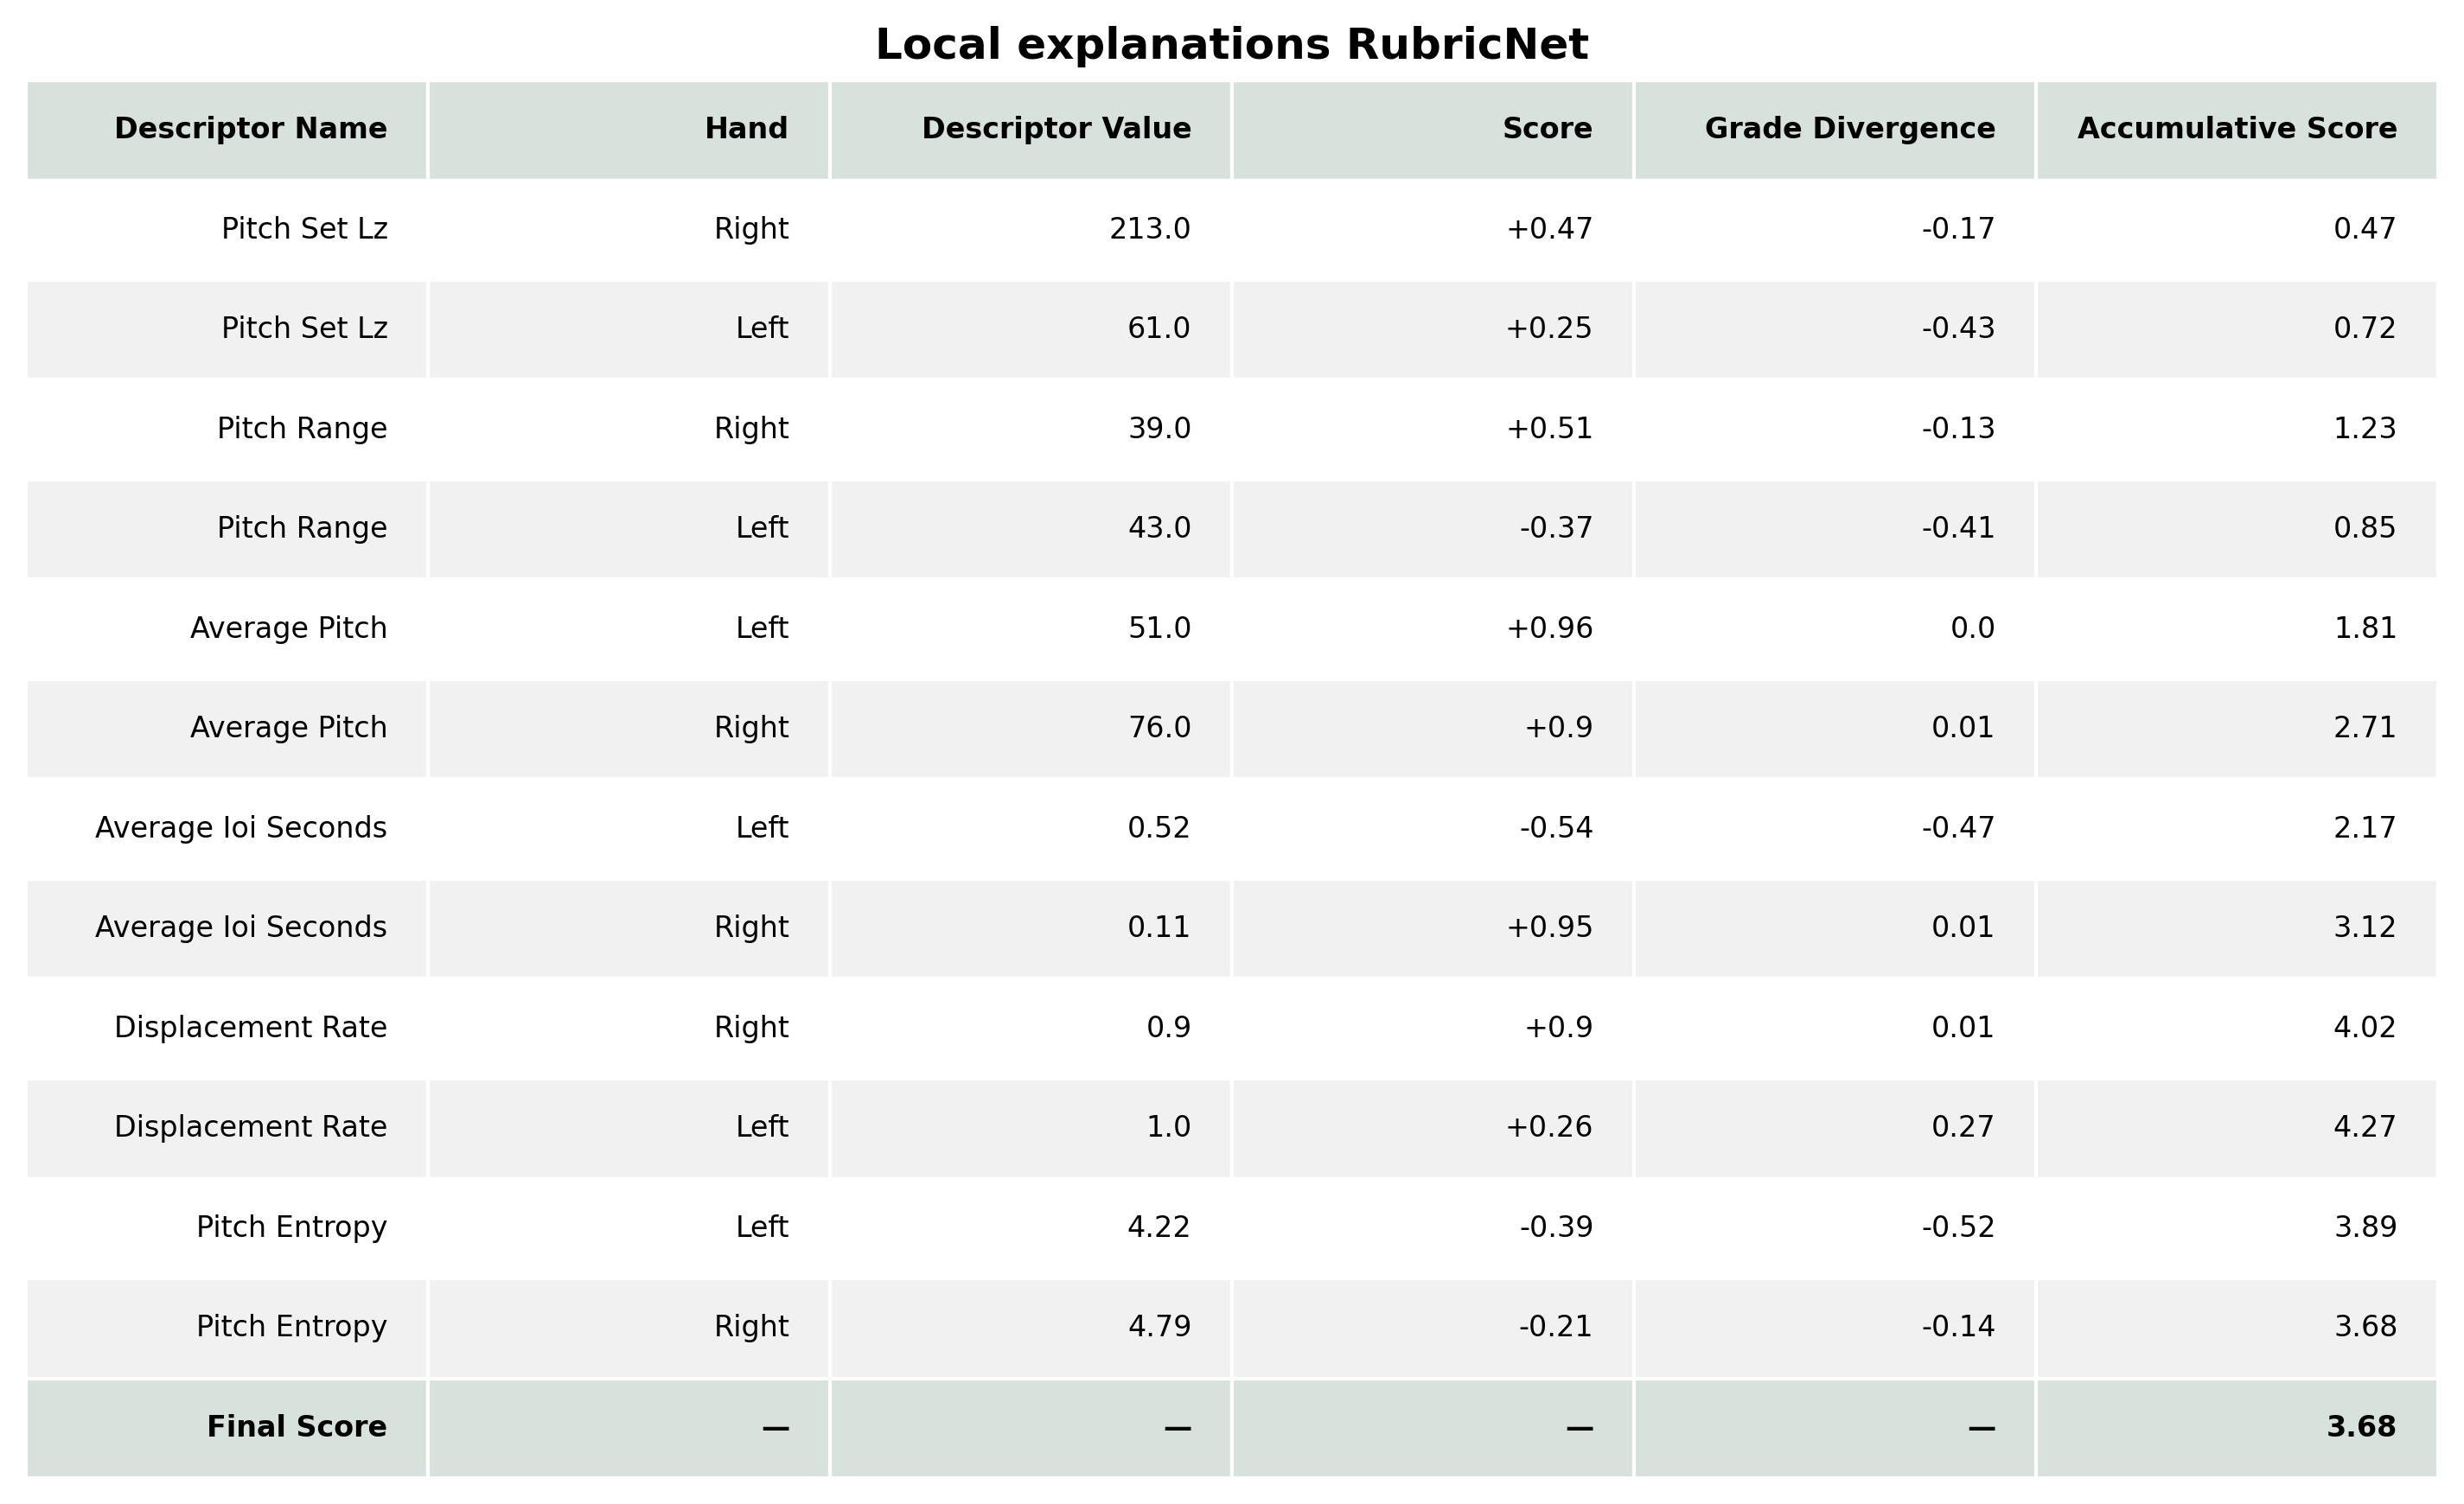 Local explanations RubricNet
Descriptor Name Hand Descriptor Value Score Grade Divergence Accumulative Score
Pitch Set Lz Right 213.0 +0.47 -0.17 0.47
Pitch Set Lz Left 61.0 +0.25 -0.43 0.72
Pitch Range Right 39.0 +0.51 -0.13 1.23
Pitch Range Left 43.0 -0.37 -0.41 0.85
Average Pitch Left 51.0 +0.96 0.0 1.81
Average Pitch Right 76.0 +0.9 0.01 2.71
Average Ioi Seconds Left 0.52 -0.54 -0.47 2.17
Average Ioi Seconds Right 0.11 +0.95 0.01 3.12
Displacement Rate Right 0.9 +0.9 0.01 4.02
Displacement Rate Left 1.0 +0.26 0.27 4.27
Pitch Entropy Left 4.22 -0.39 -0.52 3.89
Pitch Entropy Right 4.79 -0.21 -0.14 3.68
Final Score — — — — 3.68